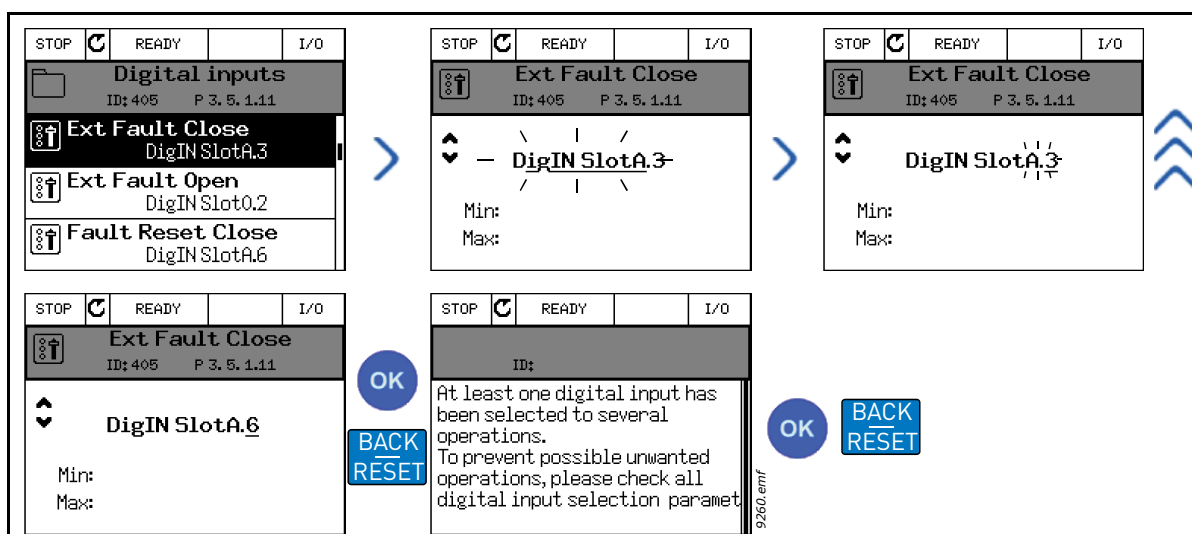 STOP READY I/O
Digital inputs
ID: 405 P 3.5.1.11
Ext Fault Close
DigIN SlotA.3
Ext Fault Open
DigIN Slot0.2
Fault Reset Close
DigIN SlotA.6
STOP READY I/O
Ext Fault Close
ID: 405 P 3.5.1.11
DigIN SlotA.3
Min:
Max:
STOP READY I/O
Ext Fault Close
ID: 405 P 3.5.1.11
DigIN SlotA.3
Min:
Max:
STOP READY I/O
Ext Fault Close
ID: 405 P 3.5.1.11
DigIN SlotA.6
Min:
Max:
OK
BACK
RESET
STOP READY I/O
ID:
At least one digital input has
been selected to several
operations.
To prevent possible unwanted
operations, please check all
digital input selection paramet
OK
BACK
RESET
9260.emf